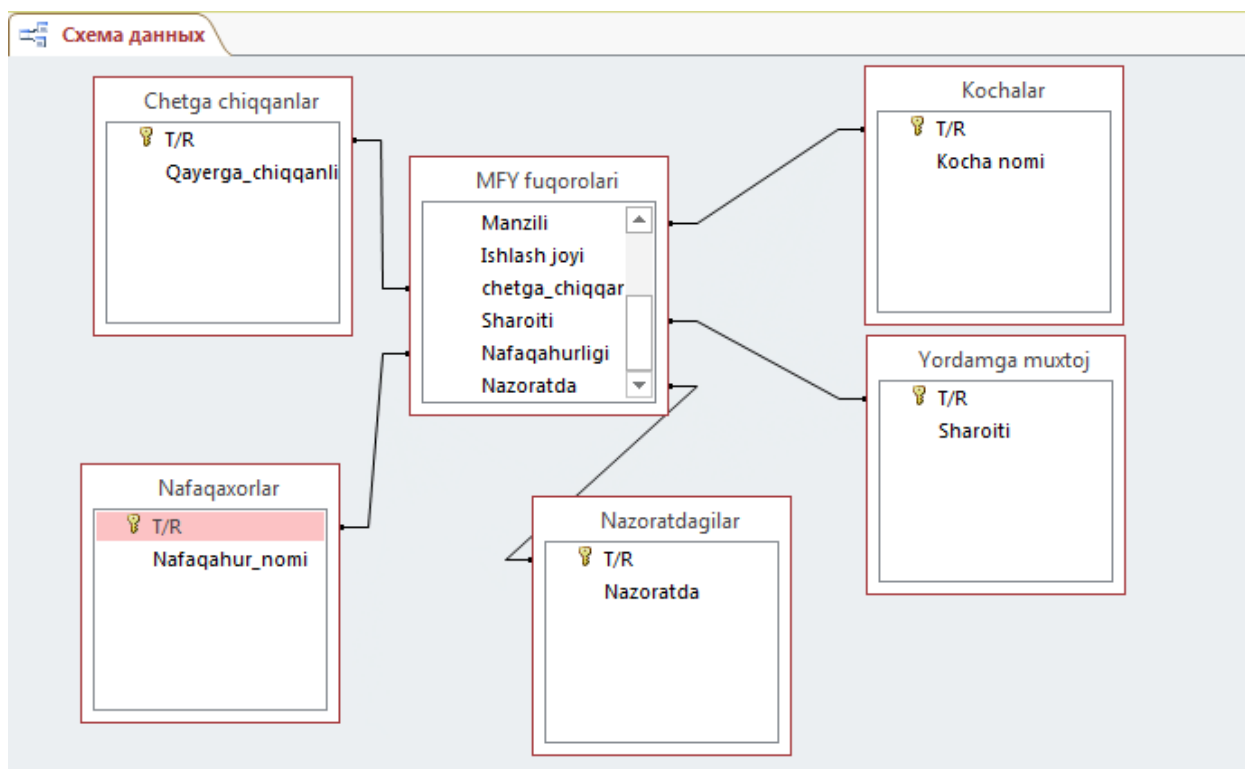 Схема данных
Chetga chiqqanlar
T/R
Qayerga_chiqqanli
MFY fuqorolari
Manzili
Ishlash joyi
chetga_chiqqar
Sharoiti
Nafaqahurligi
Nazoratda
Kochalar
T/R
Kocha nomi
Yordamga muxtoj
T/R
Sharoiti
Nafaqaxorlar
T/R
Nafaqahur_nomi
Nazoratdagilar
T/R
Nazoratda